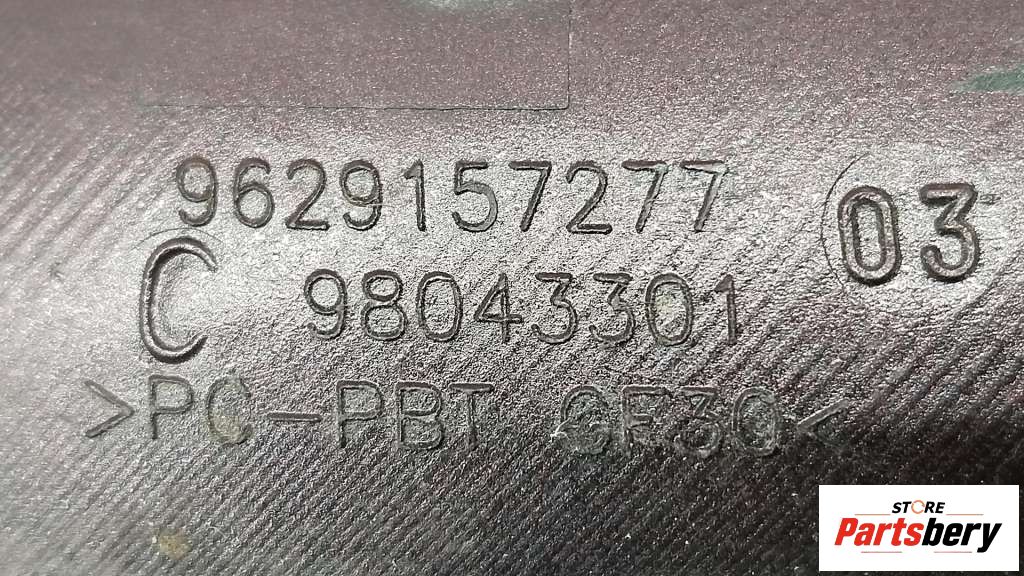 9629157277
03
C 98043301
>PC-PBT GF30<
STORE
Partsbery